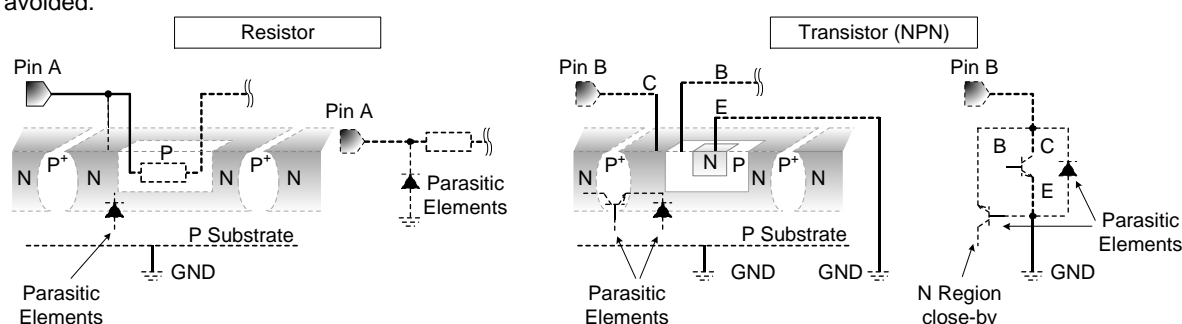 avoided.
Resistor
Transistor (NPN)
Pin A
Pin A
N
P+
N
P
N
P+
N
Parasitic
Elements
P Substrate
GND
Parasitic
Elements
Pin B
C
B
E
N
P+
N
P
N
P+
N
P Substrate
GND
GND
Parasitic
Elements
Pin B
B
C
E
Parasitic
Elements
GND
N Region
close-by